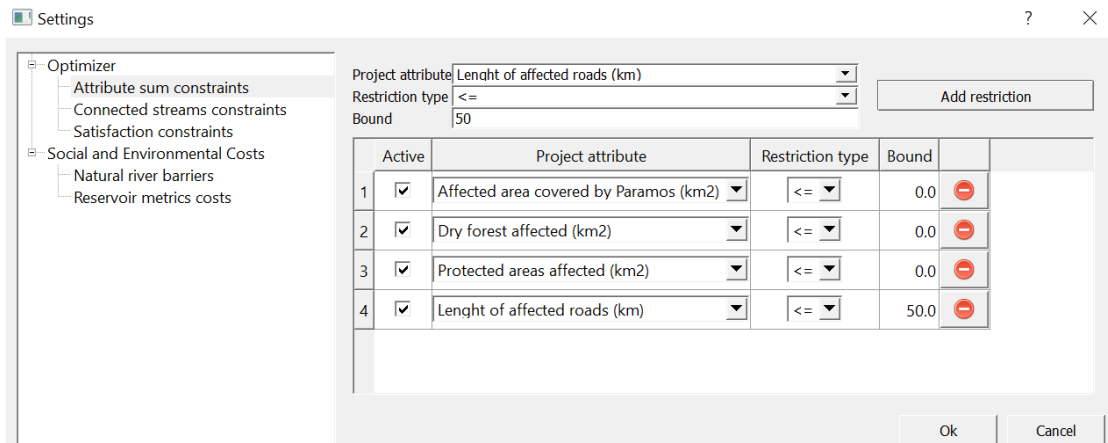 Settings
?
Optimizer
Attribute sum constraints
Connected streams constraints
Satisfaction constraints
Social and Environmental Costs
Natural river barriers
Reservoir metrics costs
Project attribute Lenght of affected roads (km)
Restriction type <=
Bound 50
Add restriction
Active Project attribute Restriction type Bound
1 Affected area covered by Paramos (km2) <= 0.0
2 Dry forest affected (km2) <= 0.0
3 Protected areas affected (km2) <= 0.0
4 Lenght of affected roads (km) <= 50.0
Ok Cancel